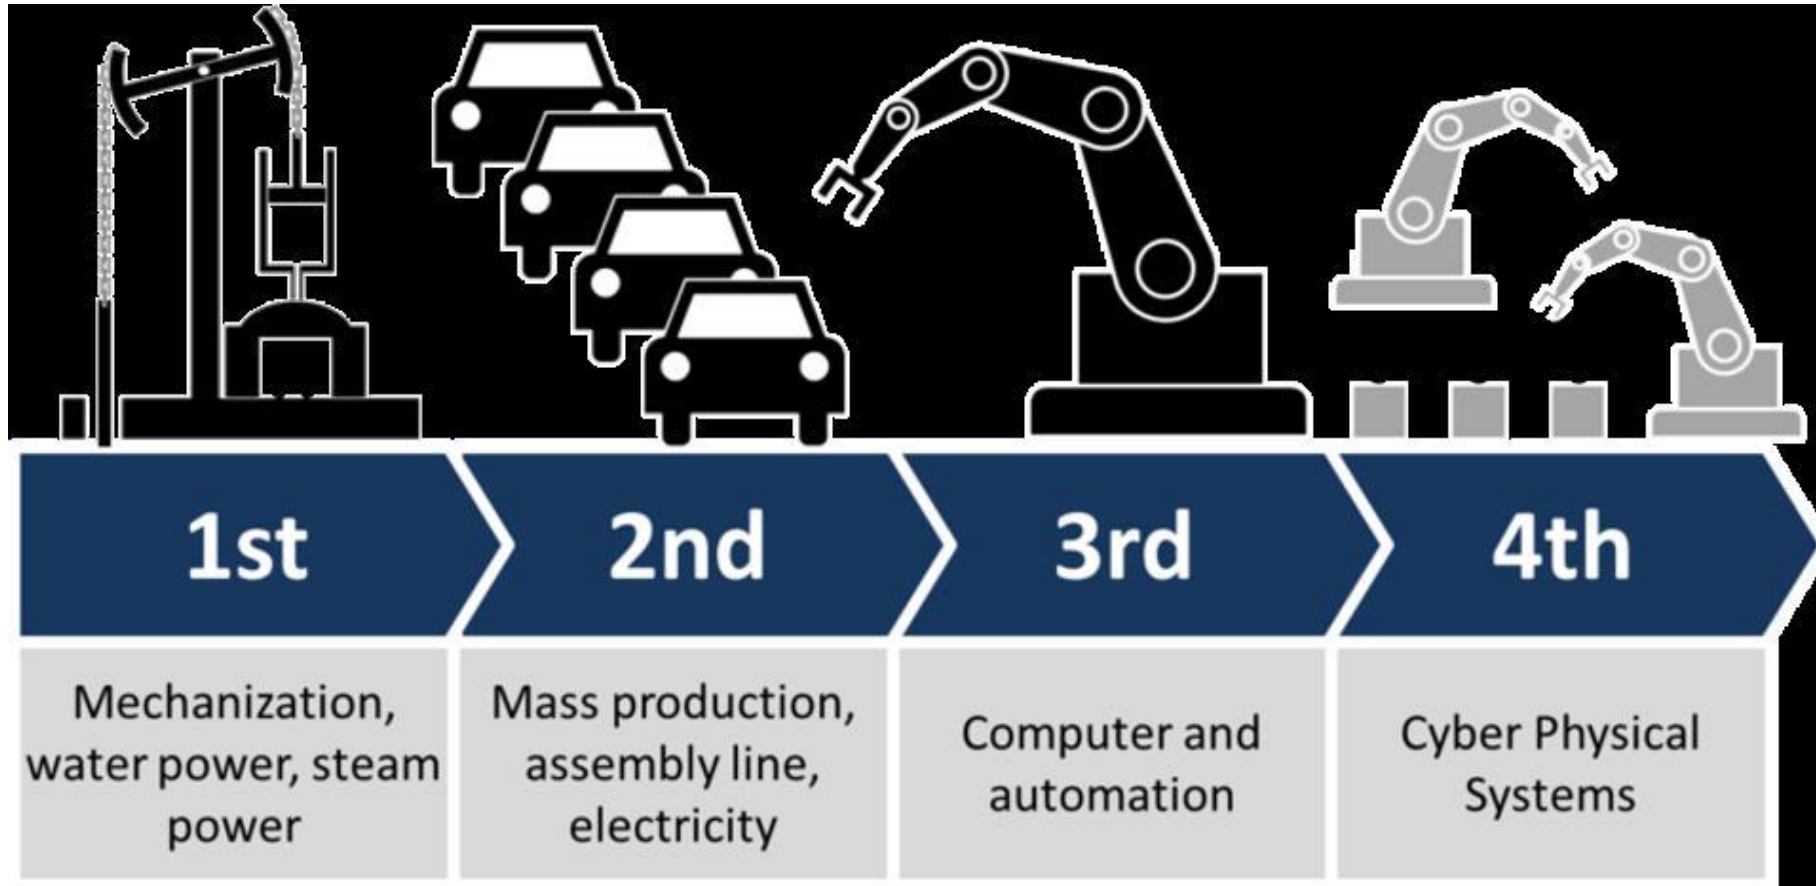 1st
2nd
3rd
4th
Mechanization,
water power, steam
power
Mass production,
assembly line,
electricity
Computer and
automation
Cyber Physical
Systems